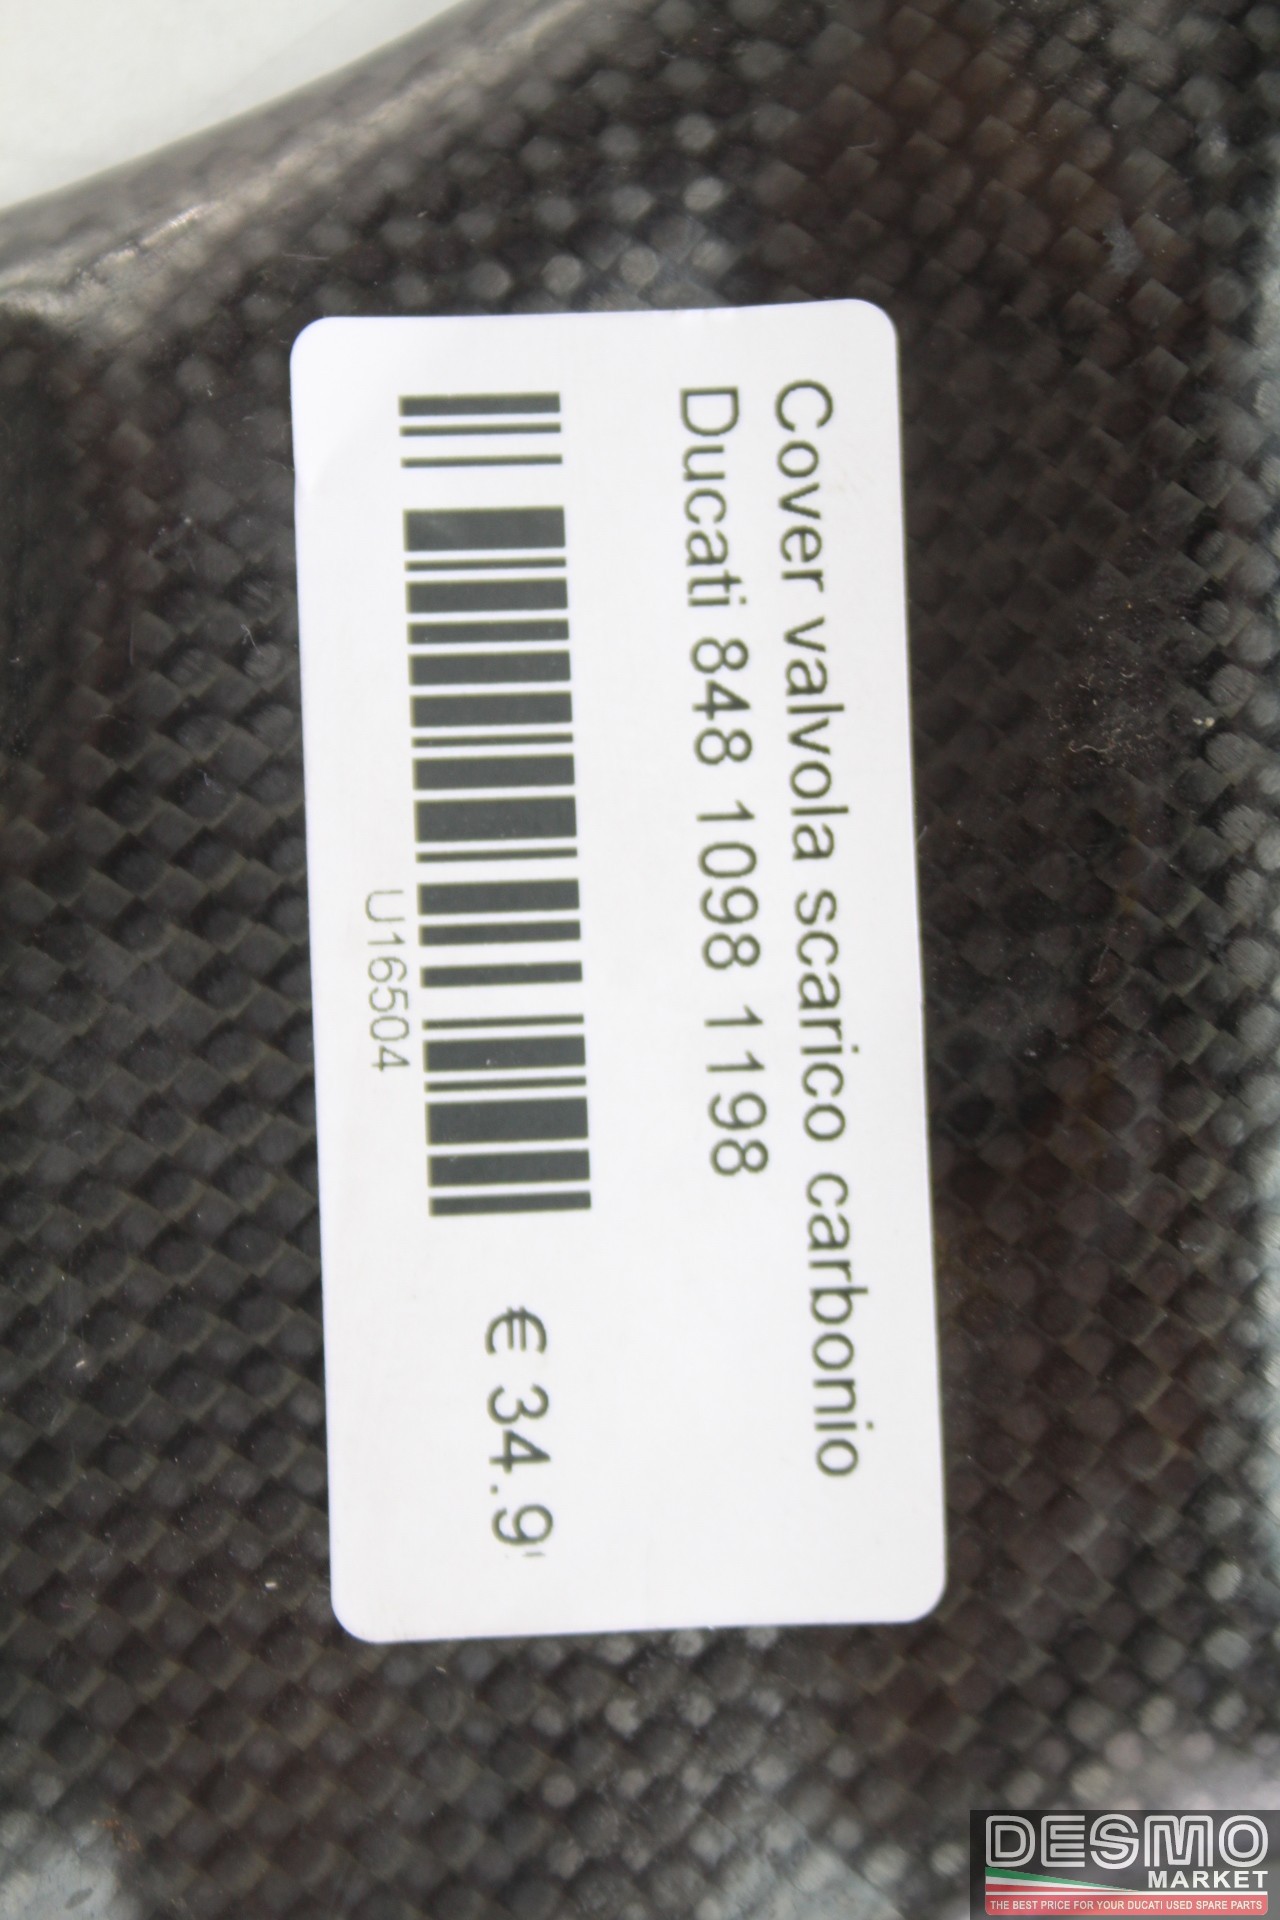 Cover valvola scarico carbonio
Ducati 848 1098 1198
€ 34.9
U16504
DESMO
MARKET
THE BEST PRICE FOR YOUR DUCATI USED SPARE PARTS